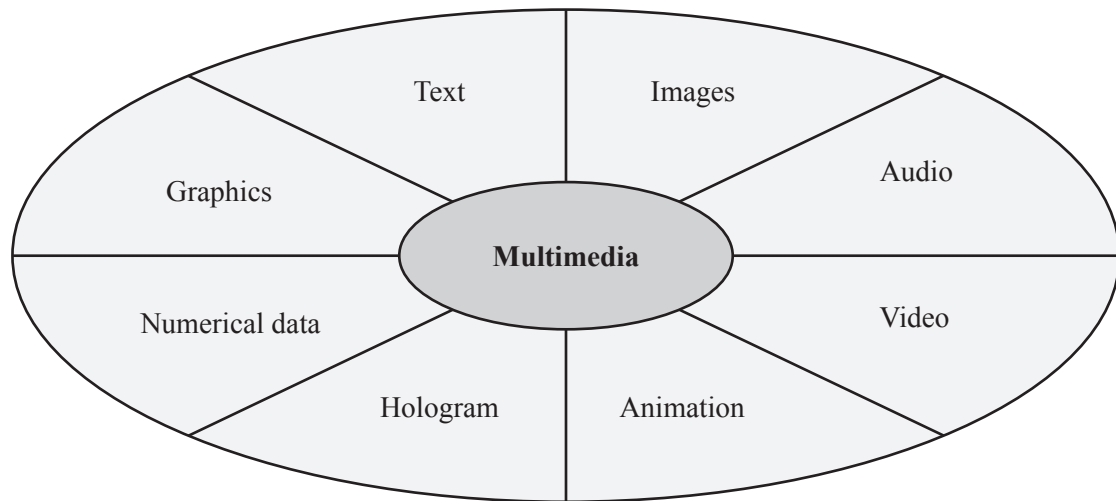 Text
Images
Audio
Graphics
Multimedia
Numerical data
Video
Hologram
Animation